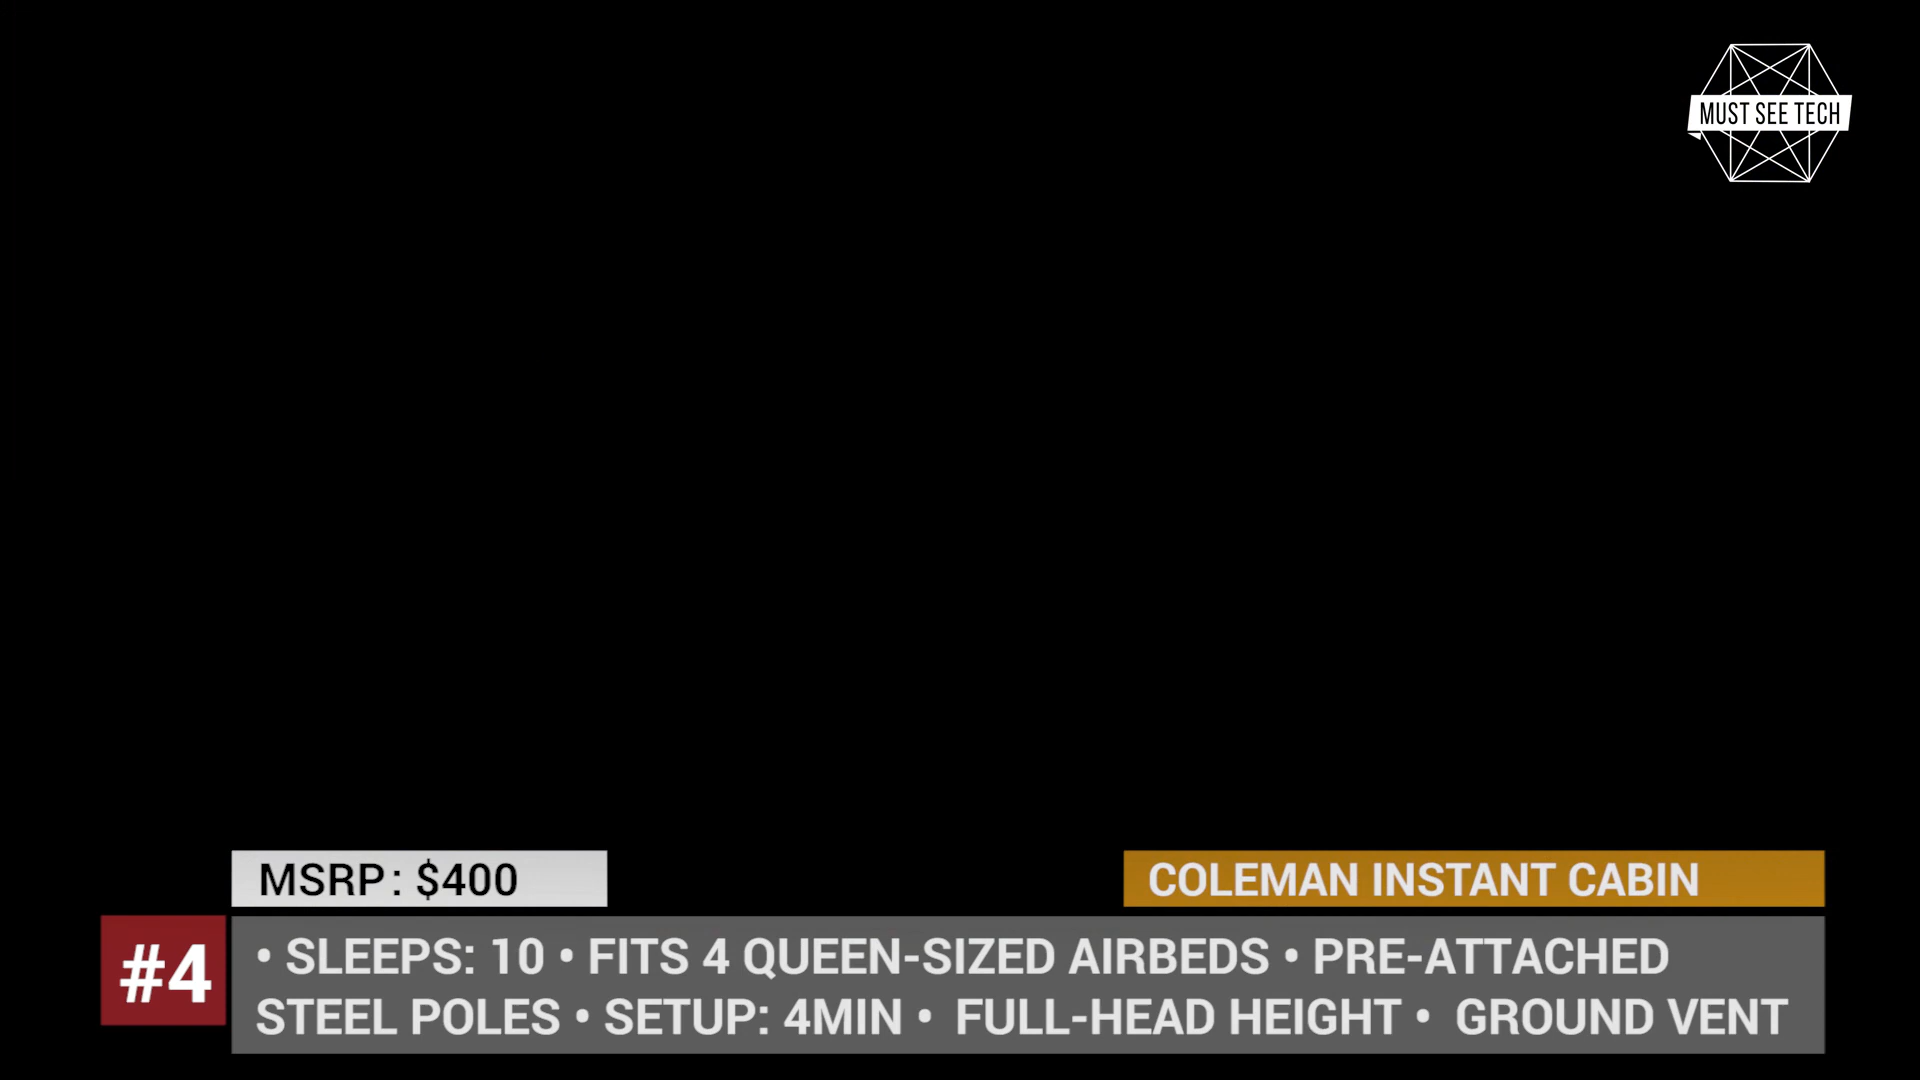 MUST SEE TECH
MSRP: $400
COLEMAN INSTANT CABIN
#4
• SLEEPS: 10 • FITS 4 QUEEN-SIZED AIRBEDS • PRE-ATTACHED
STEEL POLES • SETUP: 4MIN • FULL-HEAD HEIGHT • GROUND VENT